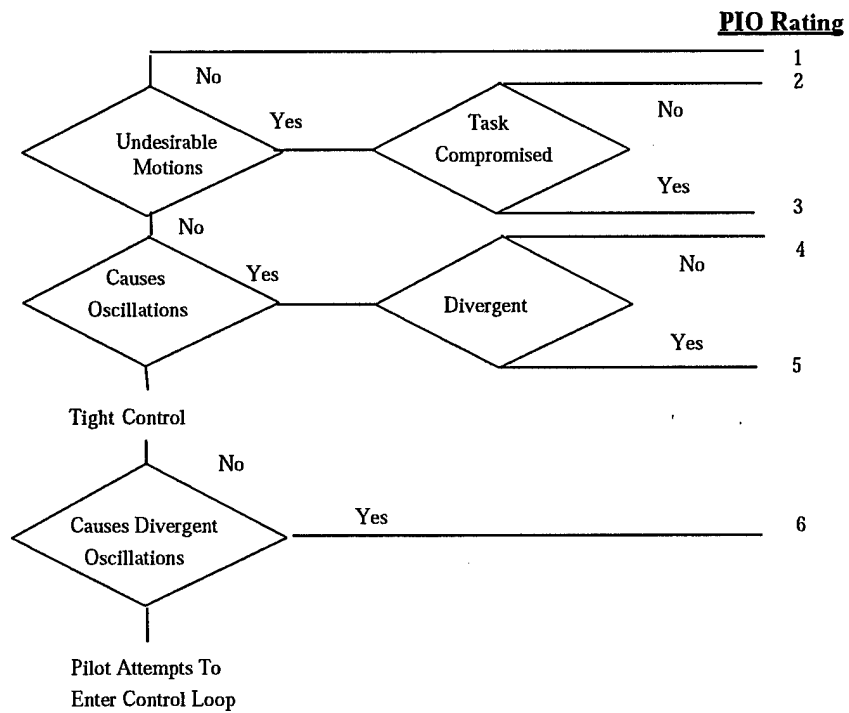 PIO Rating
1
No
2
Undesirable
Motions
Yes
Task
Compromised
No
Yes
3
No
4
Causes
Oscillations
Yes
Divergent
No
Yes
5
Tight Control
No
Causes Divergent
Oscillations
Yes
6
Pilot Attempts To
Enter Control Loop